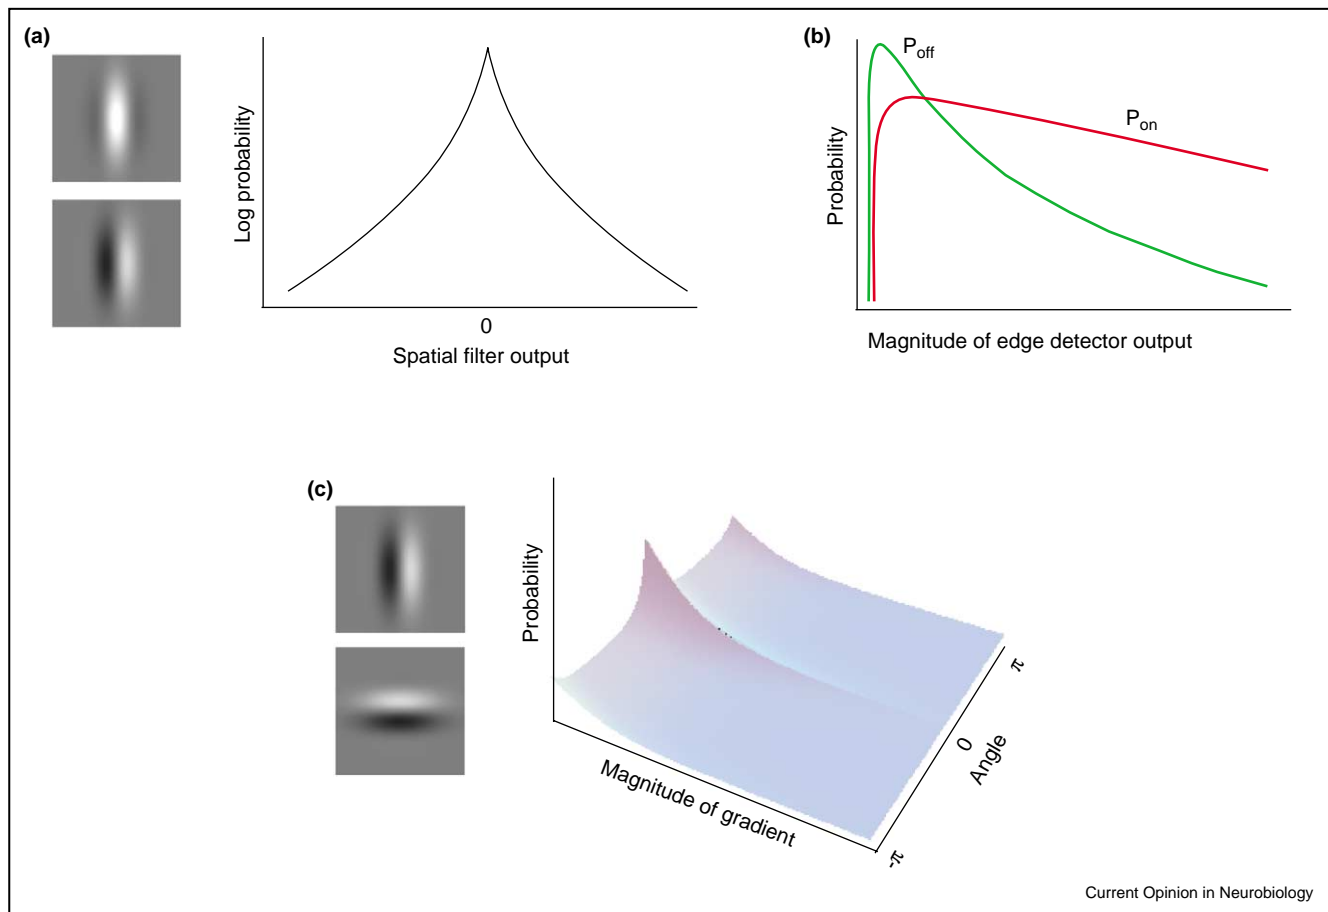 (a)
Log probability
0
Spatial filter output
(b)
P_off
P_on
Probability
Magnitude of edge detector output
(c)
Probability
Magnitude of gradient
-π
0
π
Angle
Current Opinion in Neurobiology